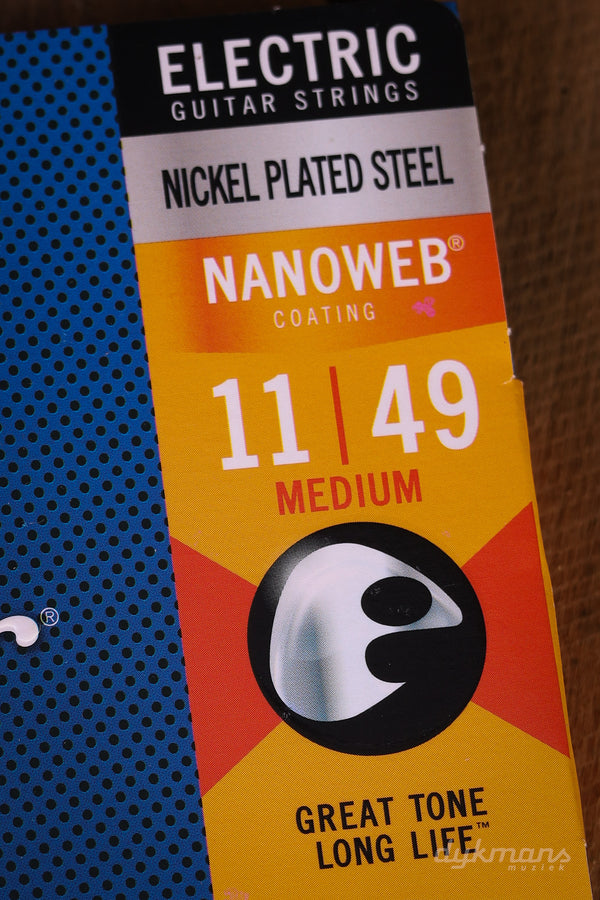 ELECTRIC
GUITAR STRINGS
NICKEL PLATED STEEL
NANOWEB®
COATING
11 | 49
MEDIUM
®
GREAT TONE
LONG LIFE™
dykmans
muziek